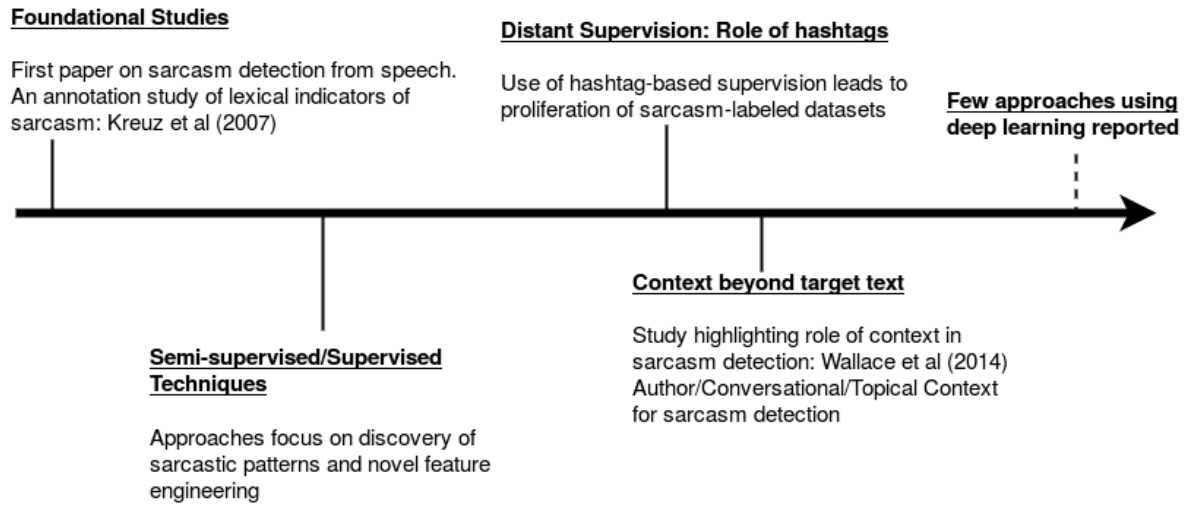 Foundational Studies
First paper on sarcasm detection from speech.
An annotation study of lexical indicators of
sarcasm: Kreuz et al (2007)
Distant Supervision: Role of hashtags
Use of hashtag-based supervision leads to
proliferation of sarcasm-labeled datasets
Few approaches using
deep learning reported
Semi-supervised/Supervised
Techniques
Approaches focus on discovery of
sarcastic patterns and novel feature
engineering
Context beyond target text
Study highlighting role of context in
sarcasm detection: Wallace et al (2014)
Author/Conversational/Topical Context
for sarcasm detection